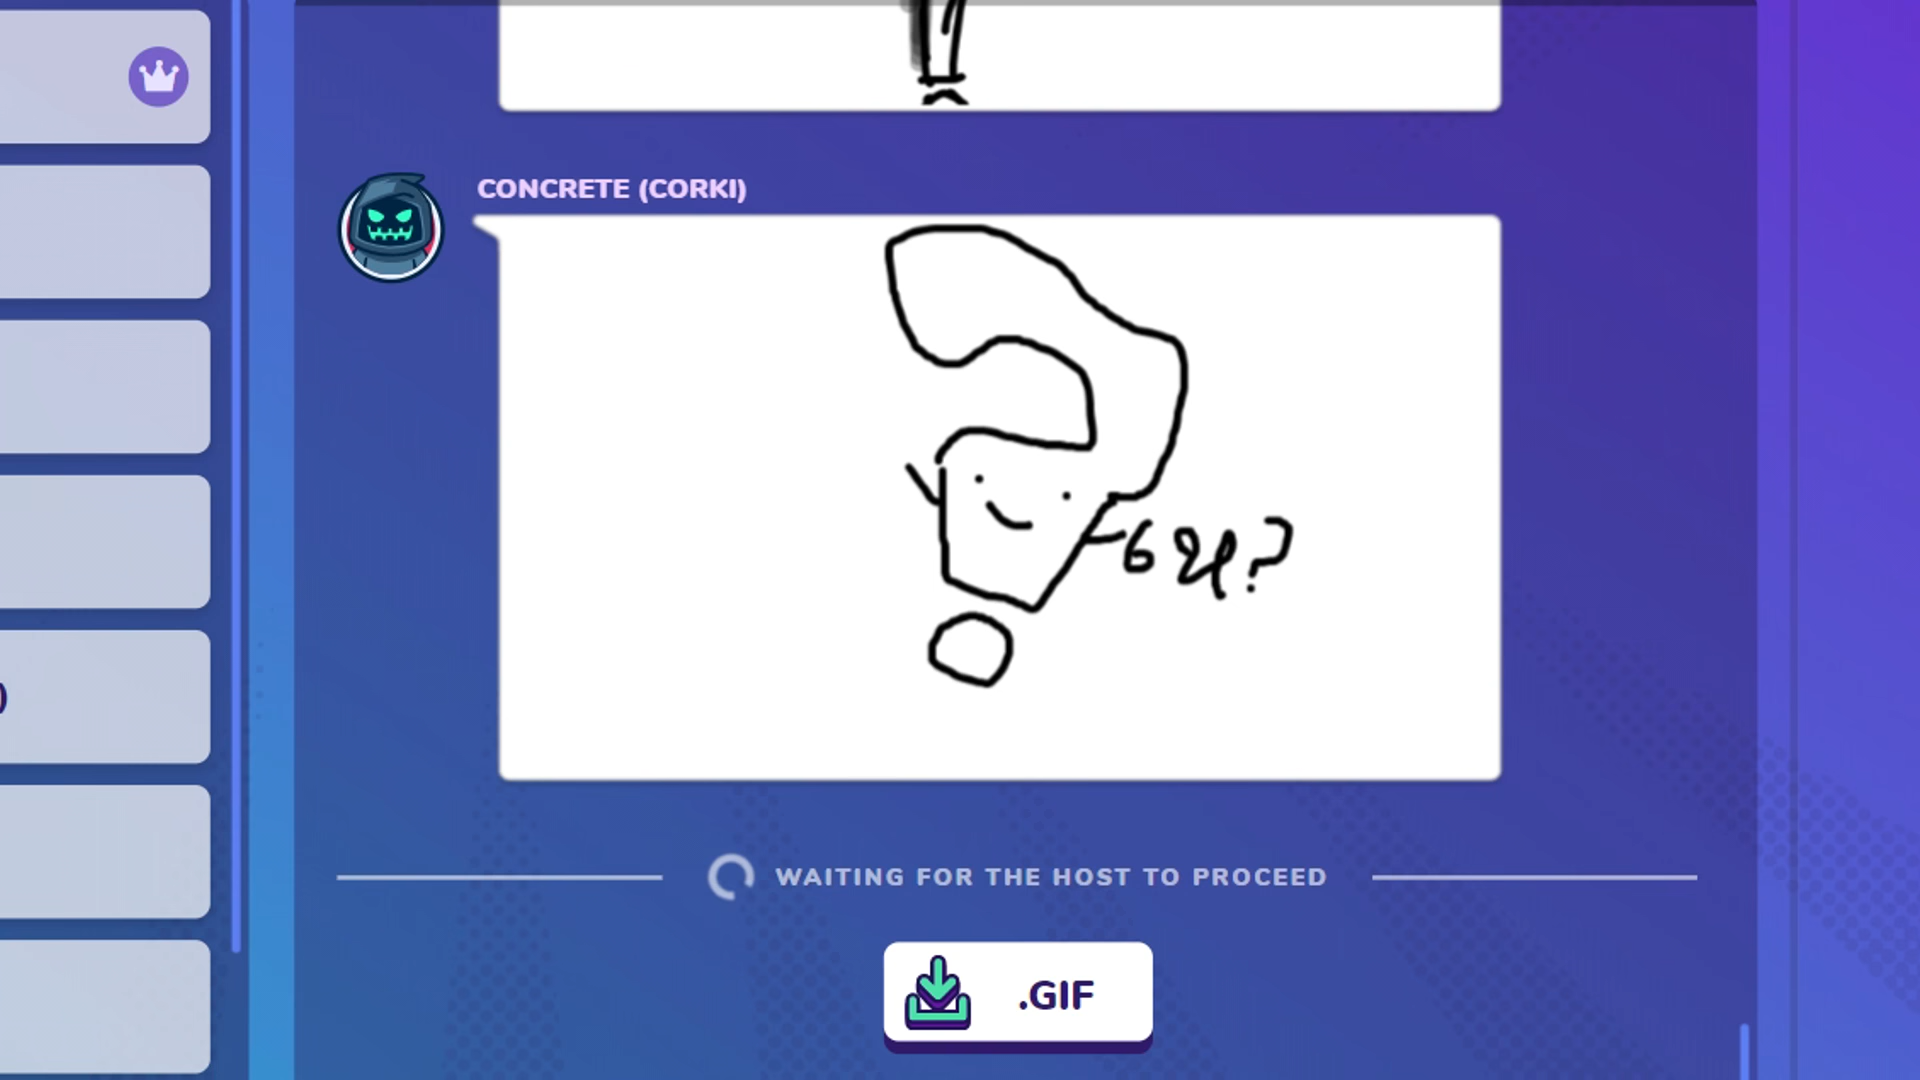 )
CONCRETE (CORKI)
WAITING FOR THE HOST TO PROCEED
.GIF